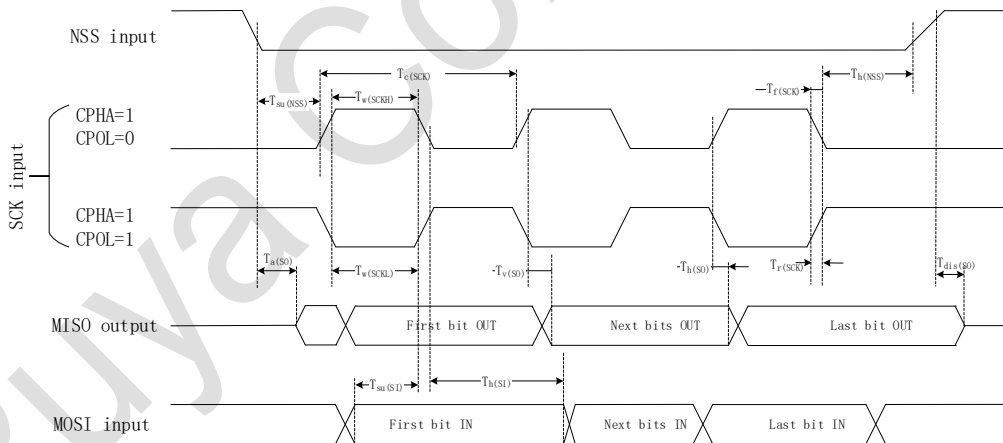 NSS input
Tc(SCK)
Th(NSS)
Tsu(NSS)
Tw(SCKH)
Tf(SCK)
SCK input
CPHA=1
CPOL=0
CPHA=1
CPOL=1
Ta(SO)
Tw(SCKL)
Tv(SO)
Th(SO)
Tr(SCK)
Tdis(SO)
MISO output
First bit OUT
Next bits OUT
Last bit OUT
Tsu(SI)
Th(SI)
MOSI input
First bit IN
Next bits IN
Last bit IN